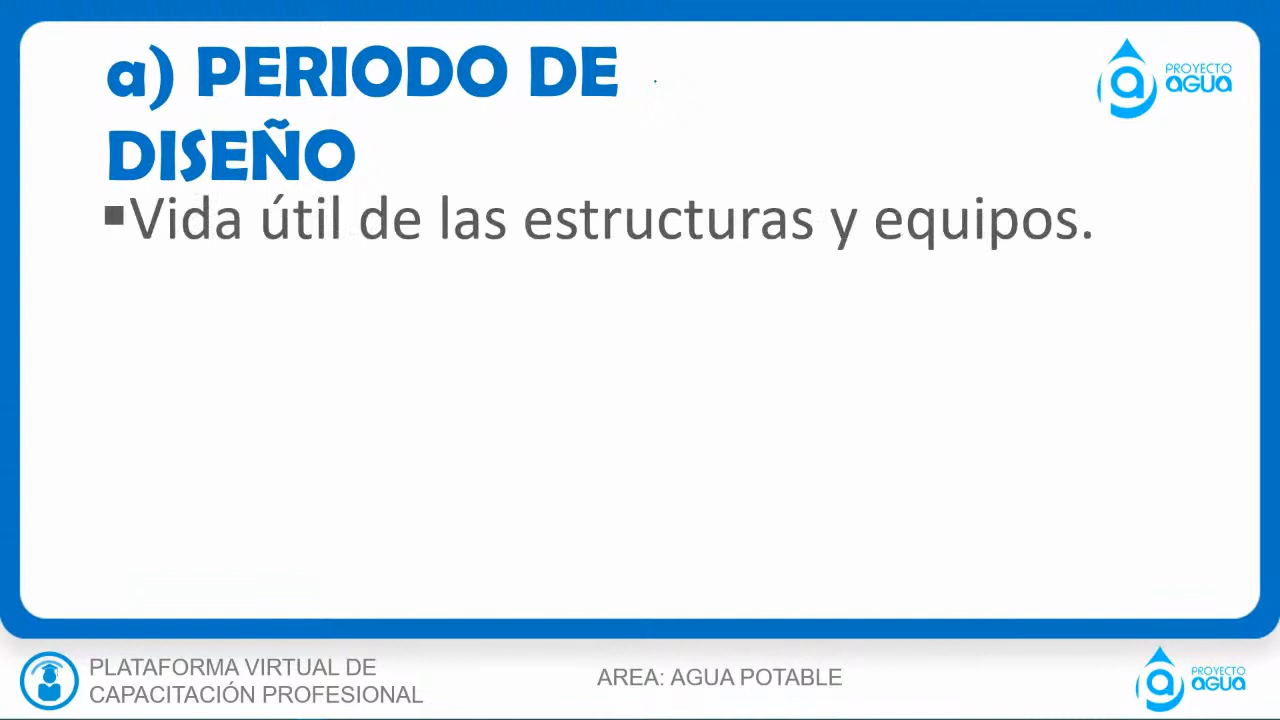 a) PERIODO DE
DISEÑO
▪Vida útil de las estructuras y equipos.
PROYECTO
AGUA
PLATAFORMA VIRTUAL DE
CAPACITACIÓN PROFESIONAL
AREA: AGUA POTABLE
PROYECTO
AGUA